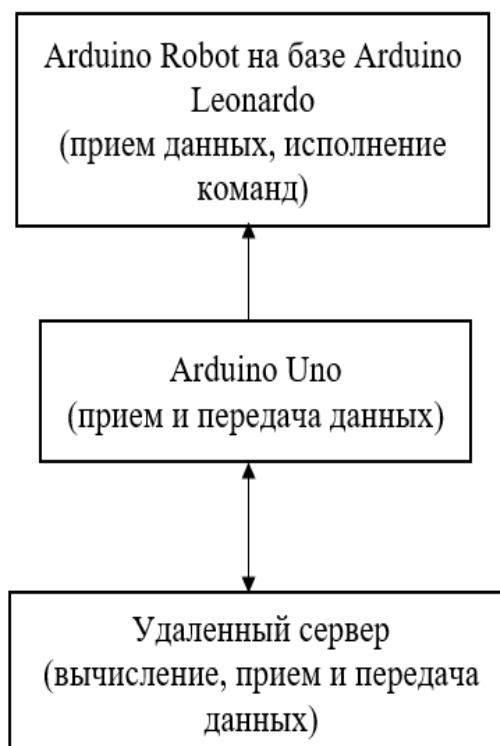 Arduino Robot на базе Arduino
Leonardo
(прием данных, исполнение
команд)
Arduino Uno
(прием и передача данных)
Удаленный сервер
(вычисление, прием и передача
данных)